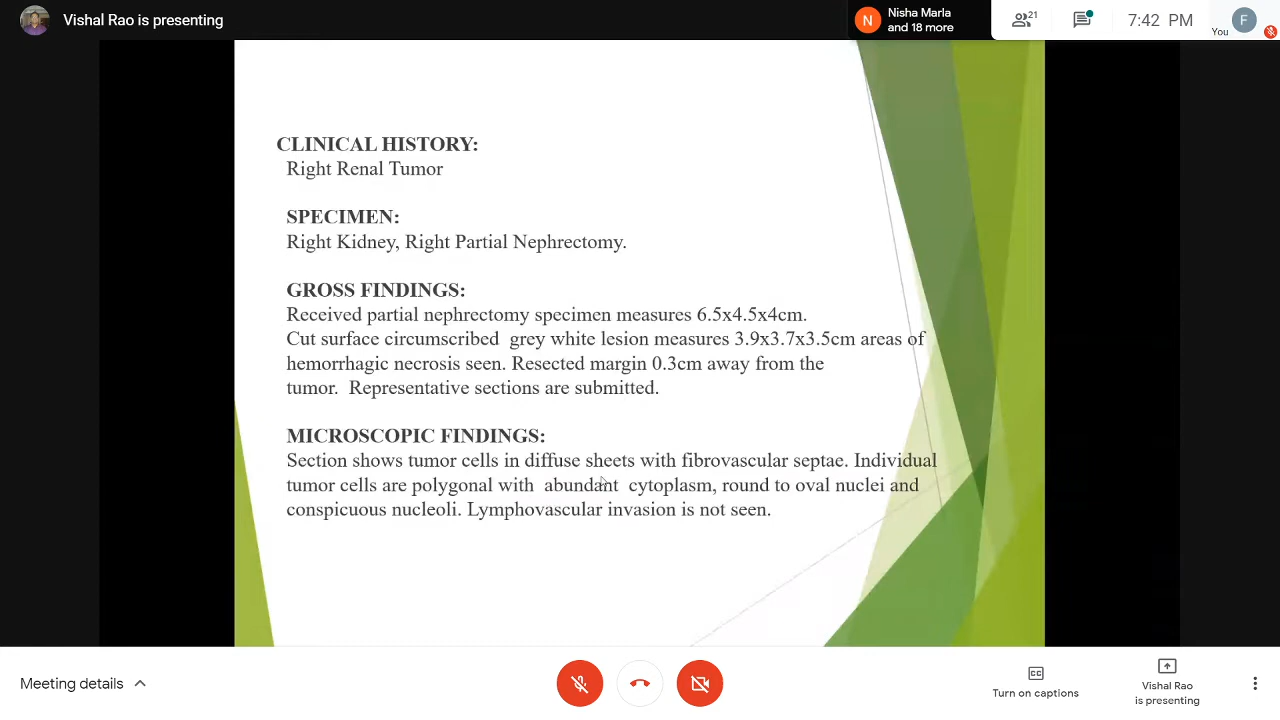 Vishal Rao is presenting
N
Nisha Marla
and 18 more
21
7:42 PM
You
F
CLINICAL HISTORY:
Right Renal Tumor
SPECIMEN:
Right Kidney, Right Partial Nephrectomy.
GROSS FINDINGS:
Received partial nephrectomy specimen measures 6.5x4.5x4cm.
Cut surface circumscribed grey white lesion measures 3.9x3.7x3.5cm areas of
hemorrhagic necrosis seen. Resected margin 0.3cm away from the
tumor. Representative sections are submitted.
MICROSCOPIC FINDINGS:
Section shows tumor cells in diffuse sheets with fibrovascular septae. Individual
tumor cells are polygonal with abundant cytoplasm, round to oval nuclei and
conspicuous nucleoli. Lymphovascular invasion is not seen.
Meeting details
CC
Turn on captions
Vishal Rao
is presenting